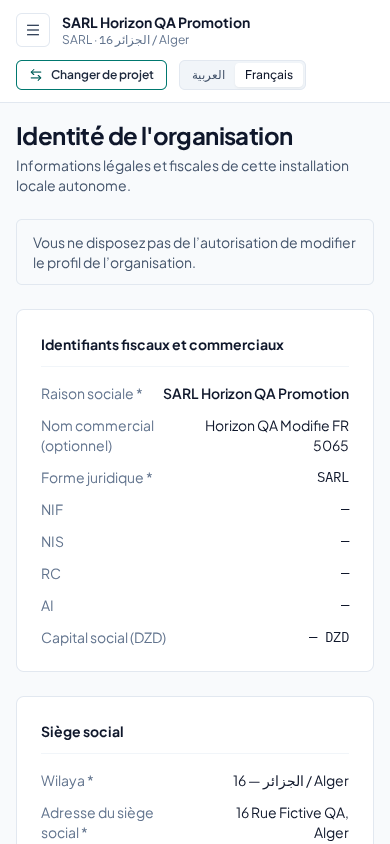 SARL Horizon QA Promotion
SARL · 16 الجزائر / Alger
Changer de projet
العربية
Français
Identité de l'organisation
Informations légales et fiscales de cette installation
locale autonome.
Vous ne disposez pas de l’autorisation de modifier
le profil de l’organisation.
Identifiants fiscaux et commerciaux
Raison sociale * SARL Horizon QA Promotion
Nom commercial (optionnel) Horizon QA Modifie FR 5065
Forme juridique * SARL
NIF —
NIS —
RC —
AI —
Capital social (DZD) — DZD
Siège social
Wilaya * 16 — الجزائر / Alger
Adresse du siège social * 16 Rue Fictive QA, Alger